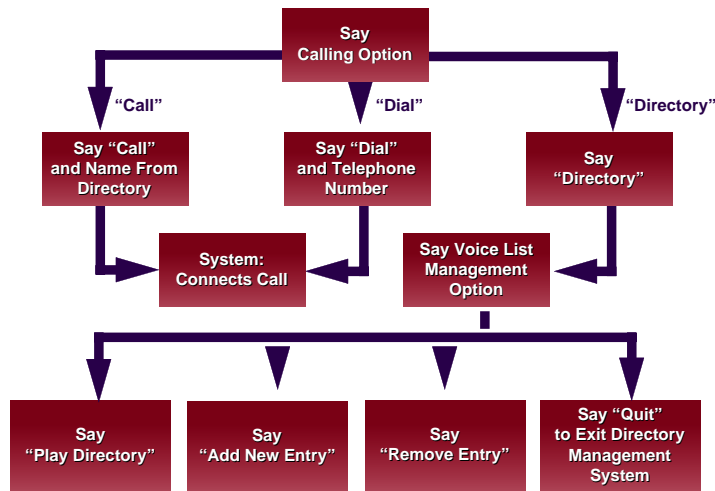 Say
Calling Option
“Call”
“Dial”
“Directory”
Say “Call”
and Name From
Directory
Say “Dial”
and Telephone
Number
Say
“Directory”
System:
Connects Call
Say Voice List
Management
Option
Say
“Play Directory”
Say
“Add New Entry”
Say
“Remove Entry”
Say “Quit”
to Exit Directory
Management
System